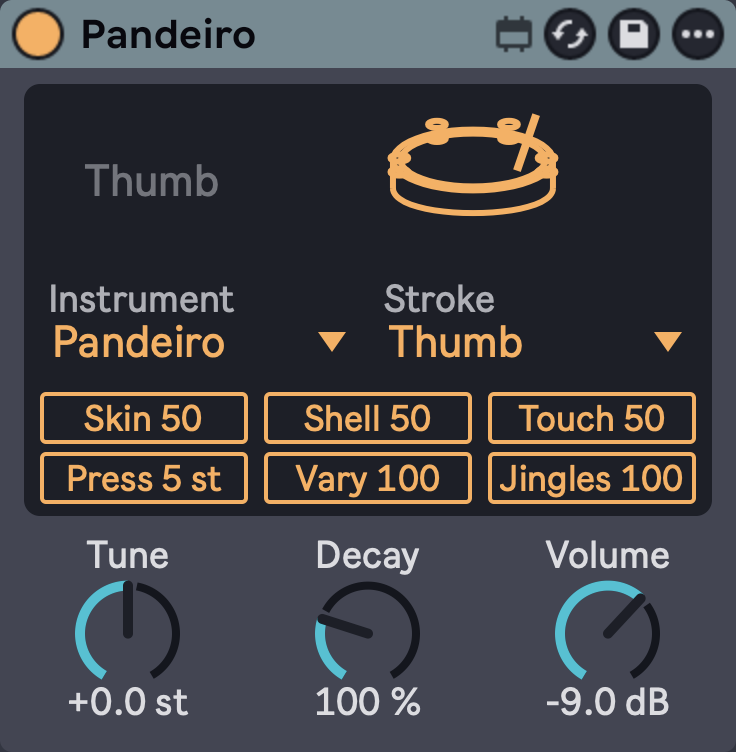 Pandeiro
Thumb
Instrument
Stroke
Pandeiro
Thumb
Skin 50
Shell 50
Touch 50
Press 5 st
Vary 100
Jingles 100
Tune
Decay
Volume
+0.0 st
100 %
-9.0 dB